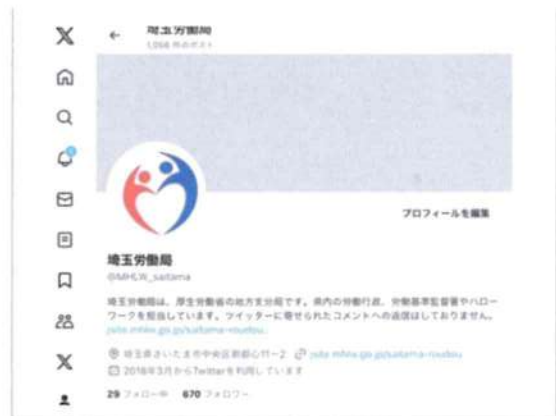 埼玉労働局
1,056 件のポスト
プロフィールを編集
埼玉労働局
@MHLW_saitama
埼玉労働局は、厚生労働省の地方支分局です。県内の労働行政、労働基準監督署やハロー
ワークを担当しています。ツイッターに寄せられたコメントへの返信はしておりません。
jsite.mhlw.go.jp/saitama-roudou…
埼玉県さいたま市中央区新都心11-2 jsite.mhlw.go.jp/saitama-roudou
2018年3月からTwitterを利用しています
29 フォロー中 670 フォロワー